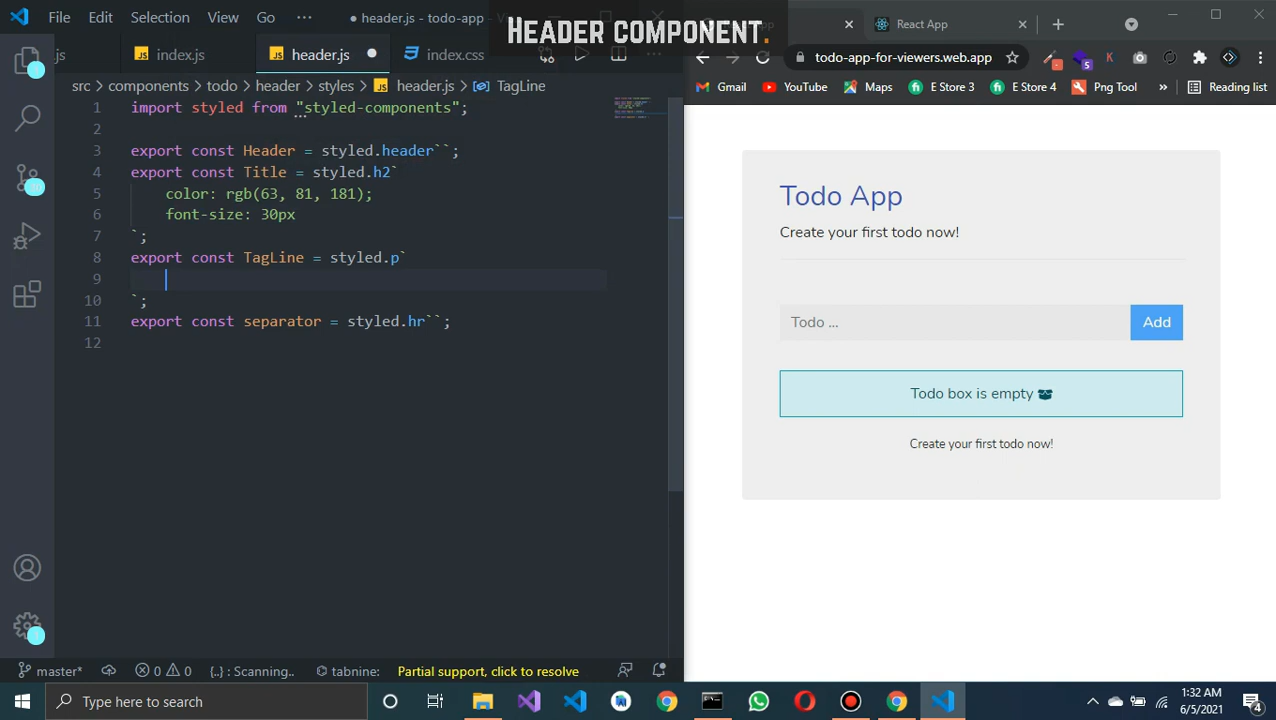 File Edit Selection View Go ··· ● header.js - todo-app - V
HEADER COMPONENT.
React App
js index.js header.js ● index.css ···
todo-app-for-viewers.web.app
src > components > todo > header > styles > header.js > TagLine
Gmail YouTube Maps E Store 3 E Store 4 Png Tool » Reading list
1 import styled from "styled-components";
2
3 export const Header = styled.header``;
4 export const Title = styled.h2`
5 color: rgb(63, 81, 181);
6 font-size: 30px
7 `;
8 export const TagLine = styled.p`
9
10 `;
11 export const separator = styled.hr``;
12
Todo App
Create your first todo now!
Todo ...
Add
Todo box is empty
Create your first todo now!
master* 0 0 {..} : Scanning.. tabnine: Partial support, click to resolve
Type here to search
1:32 AM
6/5/2021
4